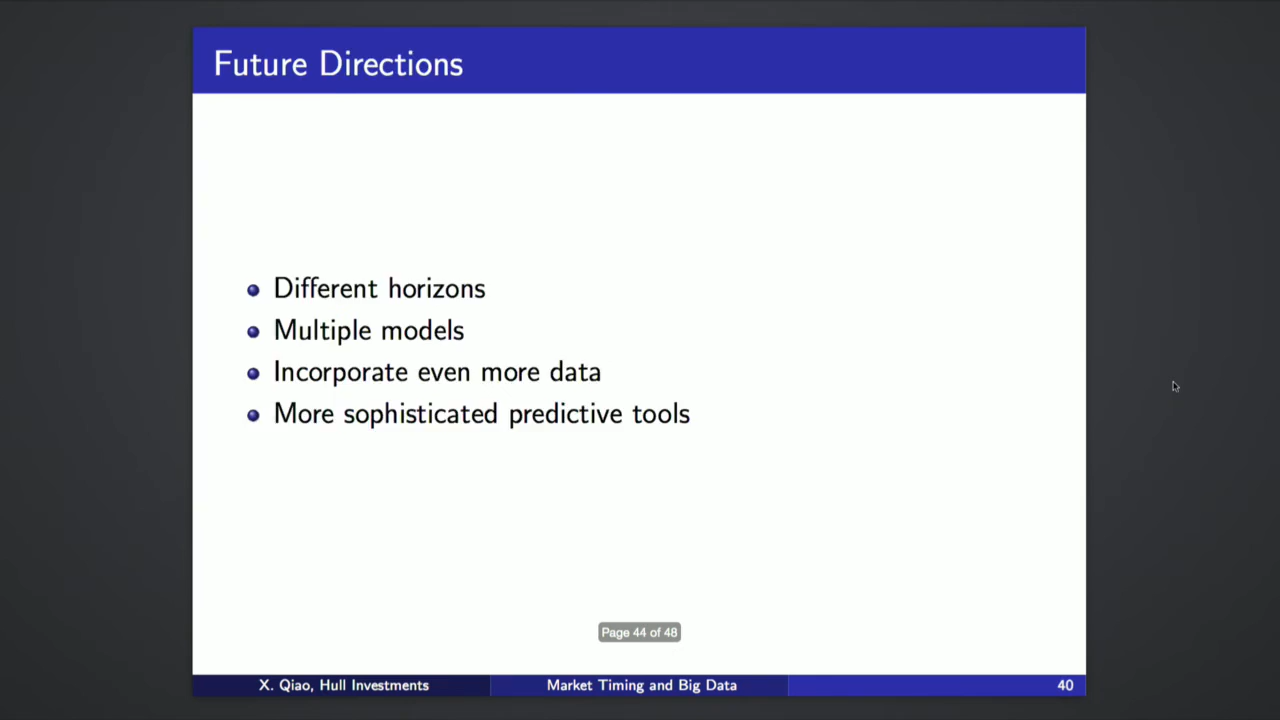 Future Directions
Different horizons
Multiple models
Incorporate even more data
More sophisticated predictive tools
Page 44 of 48
X. Qiao, Hull Investments
Market Timing and Big Data
40